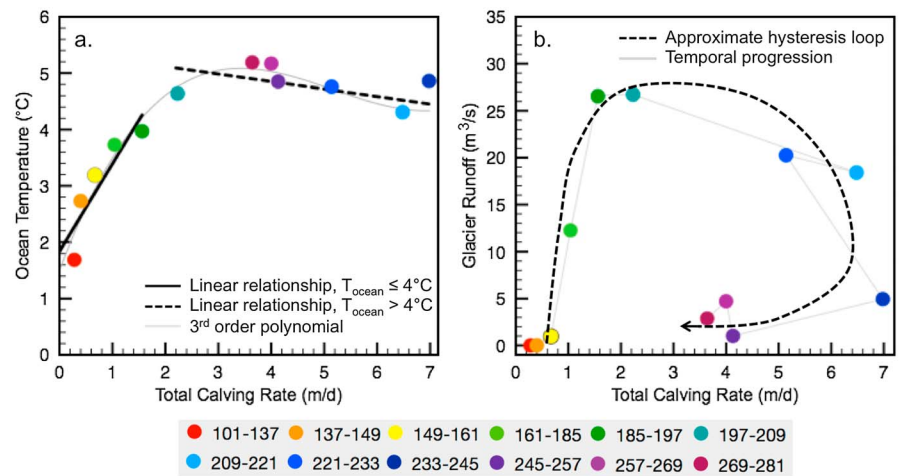 a.
6
5
4
3
2
1
0
Ocean Temperature (°C)
Linear relationship, Tocean ≤ 4°C
Linear relationship, Tocean > 4°C
3rd order polynomial
0 1 2 3 4 5 6 7
Total Calving Rate (m/d)
b.
Approximate hysteresis loop
Temporal progression
35
30
25
20
15
10
5
0
Glacier Runoff (m3/s)
0 1 2 3 4 5 6 7
Total Calving Rate (m/d)
101-137 137-149 149-161 161-185 185-197 197-209
209-221 221-233 233-245 245-257 257-269 269-281